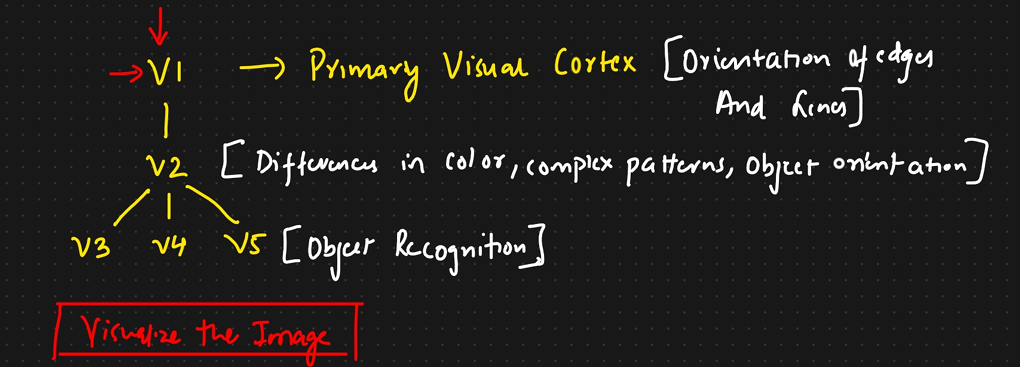 V1 → Primary Visual Cortex [Orientation of edges
And Lines]
V2 [Differences in color, complex patterns, Object orientation]
V3 V4 V5 [Object Recognition]
Visualize the Image